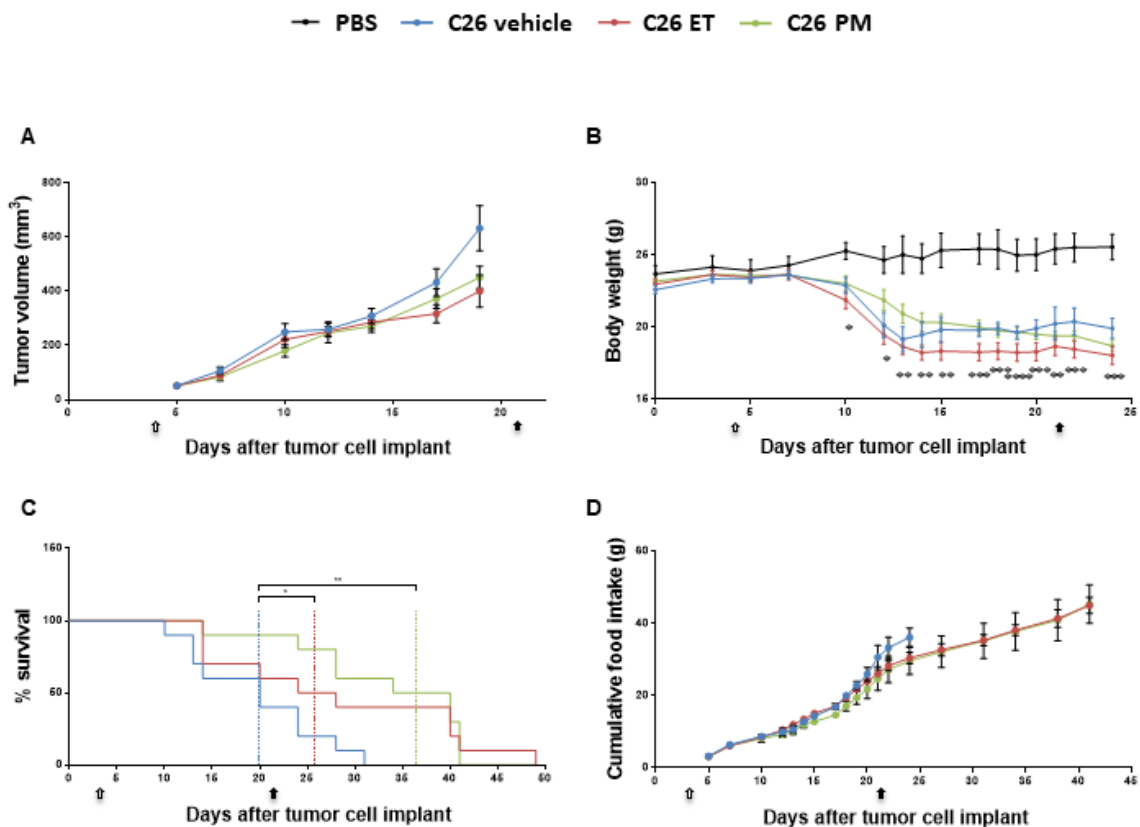 PBS C26 vehicle C26 ET C26 PM
A
Tumor volume (mm³)
800
600
400
200
0
0 5 10 15 20
Days after tumor cell implant
B
Body weight (g)
30
26
20
16
0 5 10 15 20 25
Days after tumor cell implant
C
% survival
160
100
60
0
** 
*
0 5 10 15 20 25 30 35 40 45 60
Days after tumor cell implant
D
Cumulative food intake (g)
60
40
20
0
0 5 10 15 20 25 30 35 40 45
Days after tumor cell implant